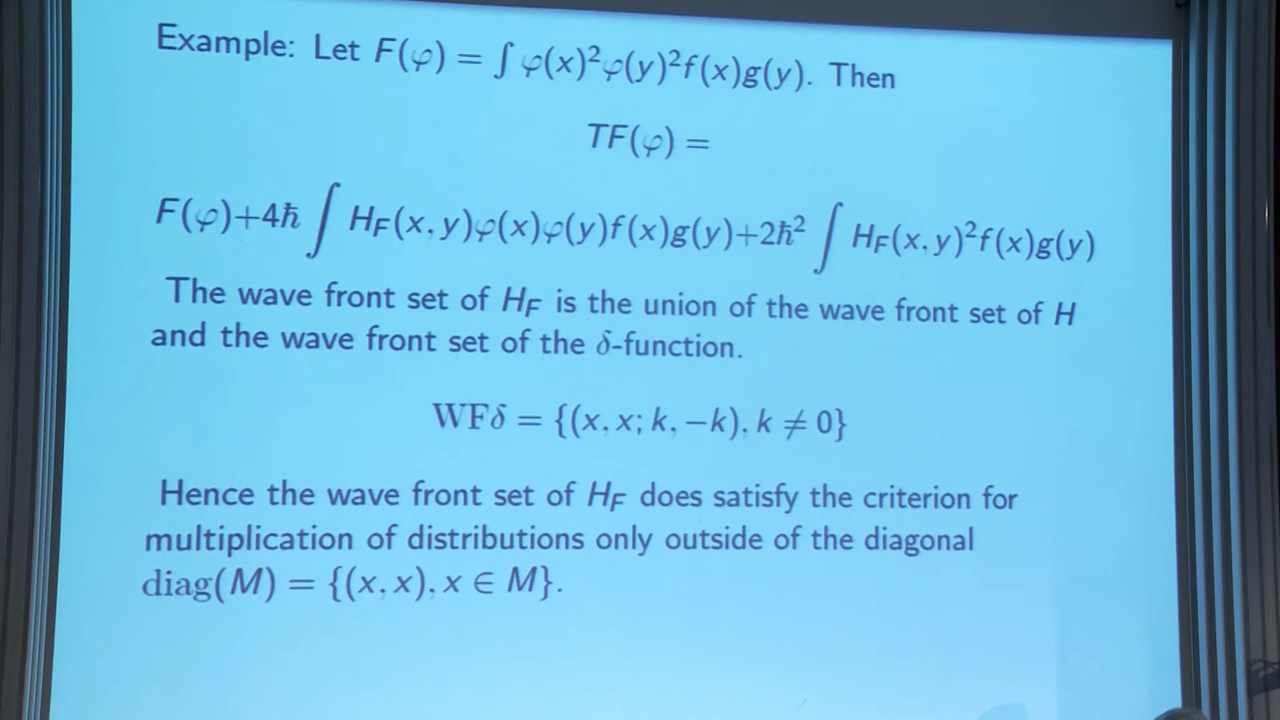 Example: Let F(φ) = ∫ φ(x)²φ(y)²f(x)g(y). Then
TF(φ) =
F(φ)+4ħ ∫ H_F(x, y)φ(x)φ(y)f(x)g(y)+2ħ² ∫ H_F(x, y)²f(x)g(y)
The wave front set of H_F is the union of the wave front set of H
and the wave front set of the δ-function.
WFδ = {(x, x; k, −k), k ≠ 0}
Hence the wave front set of H_F does satisfy the criterion for
multiplication of distributions only outside of the diagonal
diag(M) = {(x, x), x ∈ M}.